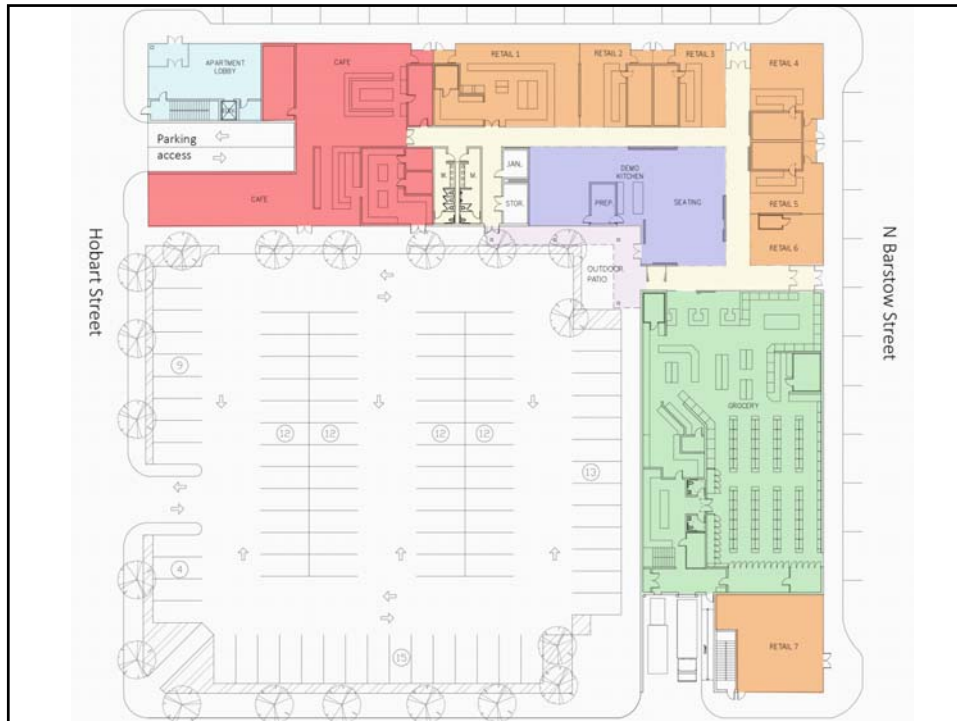 APARTMENT
LOBBY
CAFE
RETAIL 1
RETAIL 2
RETAIL 3
RETAIL 4
Parking
access
W.
M.
JAN.
STOR.
DEMO
KITCHEN
PREP.
SEATING
RETAIL 5
RETAIL 6
CAFE
OUTDOOR
PATIO
Hobart Street
N Barstow Street
9
12
12
12
12
13
GROCERY
4
15
RETAIL 7